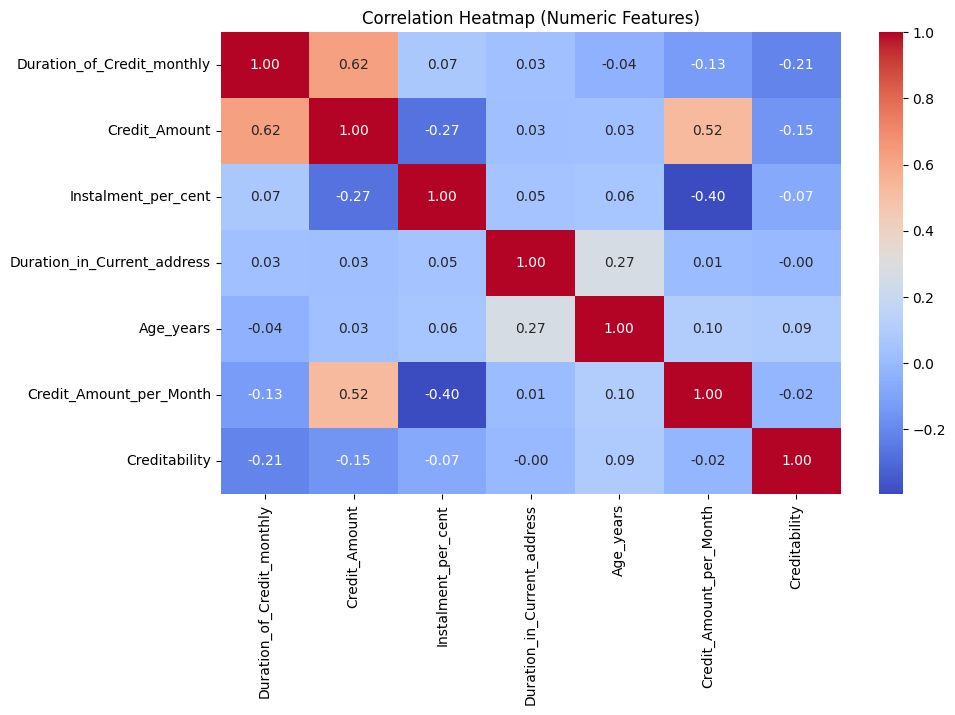 Correlation Heatmap (Numeric Features)
Duration_of_Credit_monthly 1.00 0.62 0.07 0.03 -0.04 -0.13 -0.21
Credit_Amount 0.62 1.00 -0.27 0.03 0.03 0.52 -0.15
Instalment_per_cent 0.07 -0.27 1.00 0.05 0.06 -0.40 -0.07
Duration_in_Current_address 0.03 0.03 0.05 1.00 0.27 0.01 -0.00
Age_years -0.04 0.03 0.06 0.27 1.00 0.10 0.09
Credit_Amount_per_Month -0.13 0.52 -0.40 0.01 0.10 1.00 -0.02
Creditability -0.21 -0.15 -0.07 -0.00 0.09 -0.02 1.00
Duration_of_Credit_monthly
Credit_Amount
Instalment_per_cent
Duration_in_Current_address
Age_years
Credit_Amount_per_Month
Creditability
1.0
0.8
0.6
0.4
0.2
0.0
−0.2